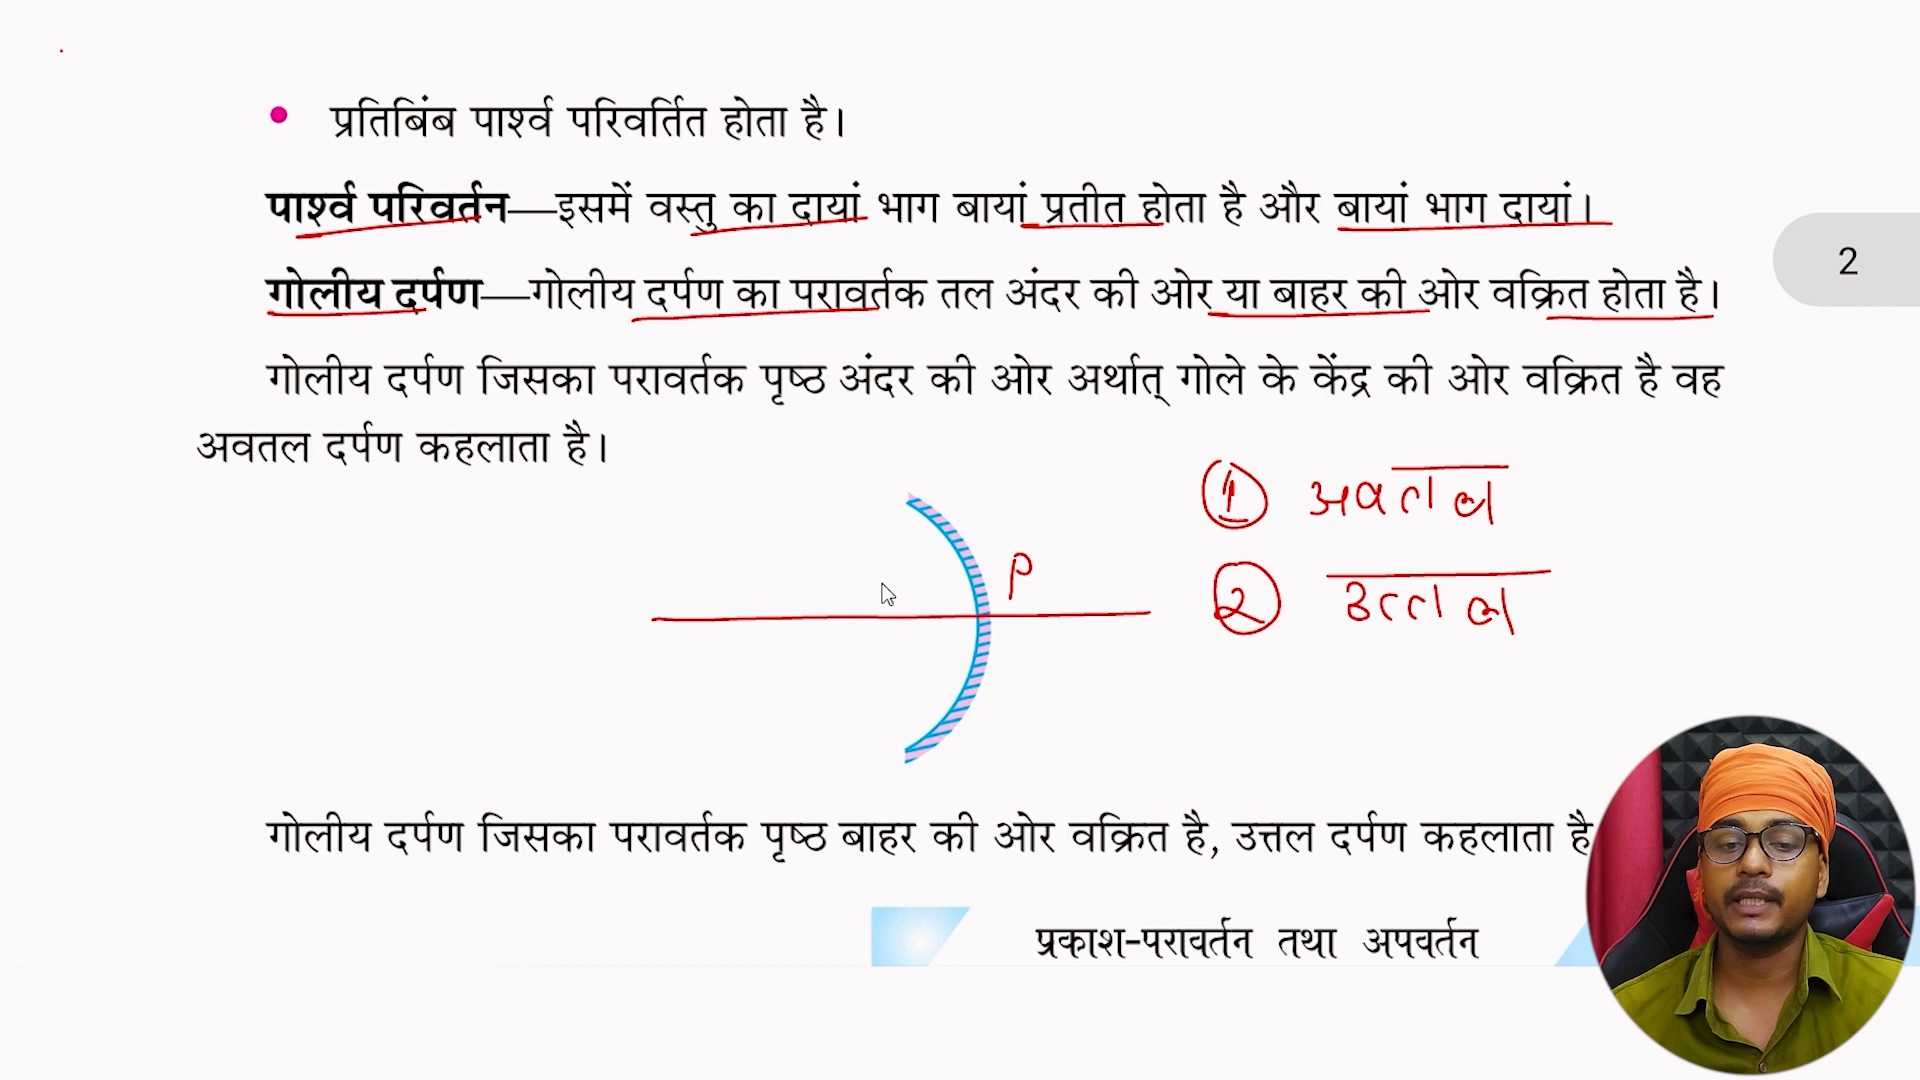 • प्रतिबिंब पार्श्व परिवर्तित होता है।
पार्श्व परिवर्तन—इसमें वस्तु का दायां भाग बायां प्रतीत होता है और बायां भाग दायां।
गोलीय दर्पण—गोलीय दर्पण का परावर्तक तल अंदर की ओर या बाहर की ओर वक्रित होता है।
2
गोलीय दर्पण जिसका परावर्तक पृष्ठ अंदर की ओर अर्थात् गोले के केंद्र की ओर वक्रित है वह
अवतल दर्पण कहलाता है।
1 अवतल
P
2 उत्तल
गोलीय दर्पण जिसका परावर्तक पृष्ठ बाहर की ओर वक्रित है, उत्तल दर्पण कहलाता है
प्रकाश-परावर्तन तथा अपवर्तन